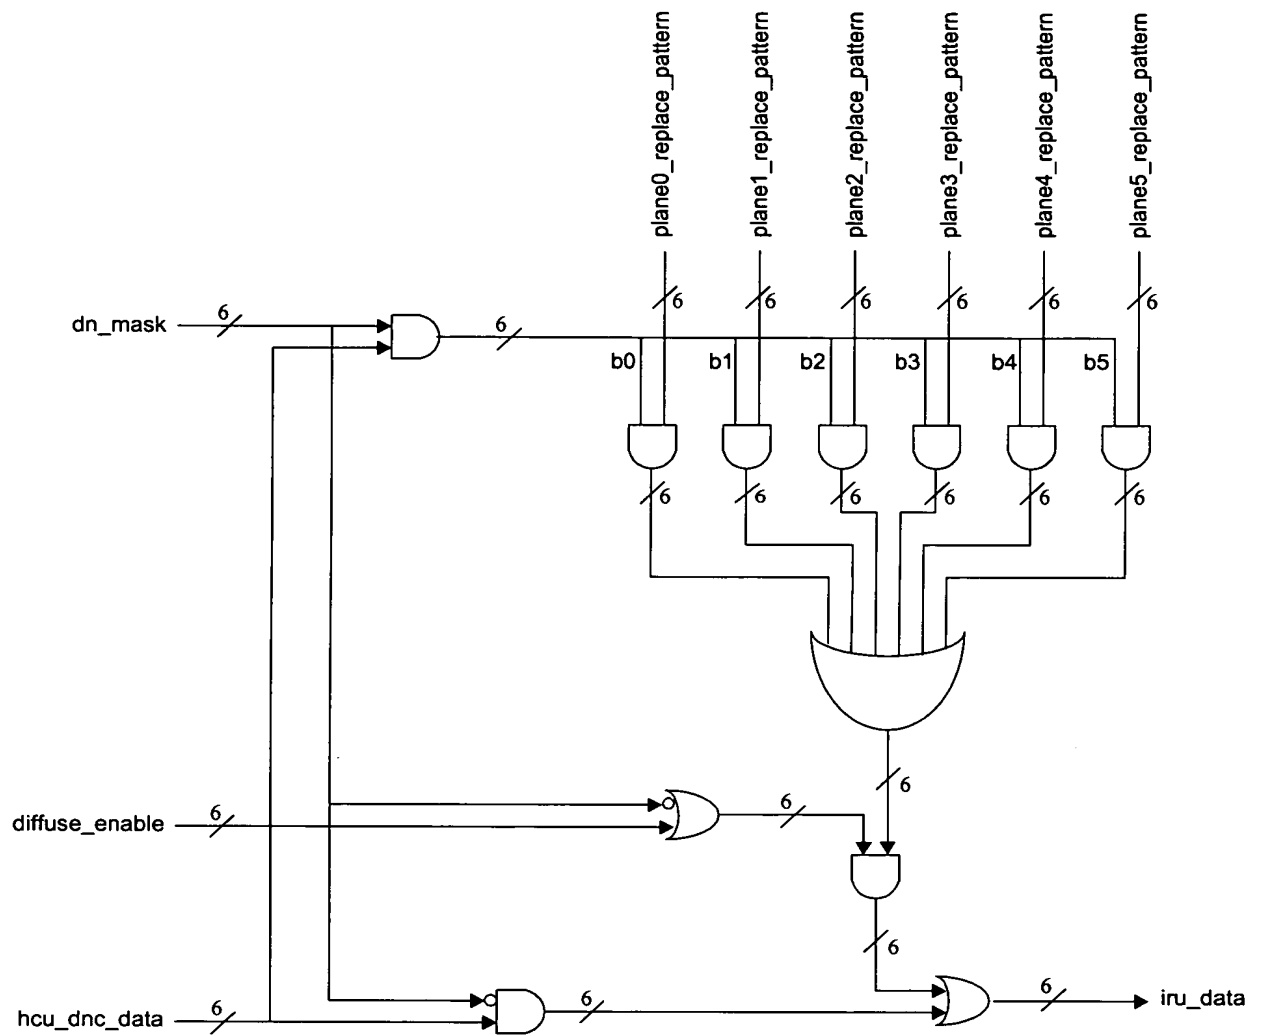 plane0_replace_pattern
plane1_replace_pattern
plane2_replace_pattern
plane3_replace_pattern
plane4_replace_pattern
plane5_replace_pattern
6 6 6 6 6 6
dn_mask 6 6
b0 b1 b2 b3 b4 b5
6 6 6 6 6 6
6
diffuse_enable 6 6
6
hcu_dnc_data 6 6 6 iru_data